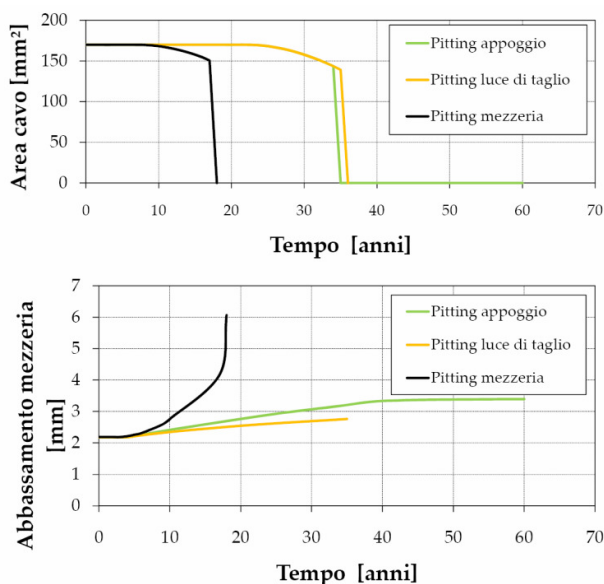 Area cavo [mm²]
200
150
100
50
0
Pitting appoggio
Pitting luce di taglio
Pitting mezzeria
0 10 20 30 40 50 60 70
Tempo [anni]
Abbassamento mezzeria
[mm]
7
6
5
4
3
2
1
0
Pitting appoggio
Pitting luce di taglio
Pitting mezzeria
0 10 20 30 40 50 60 70
Tempo [anni]